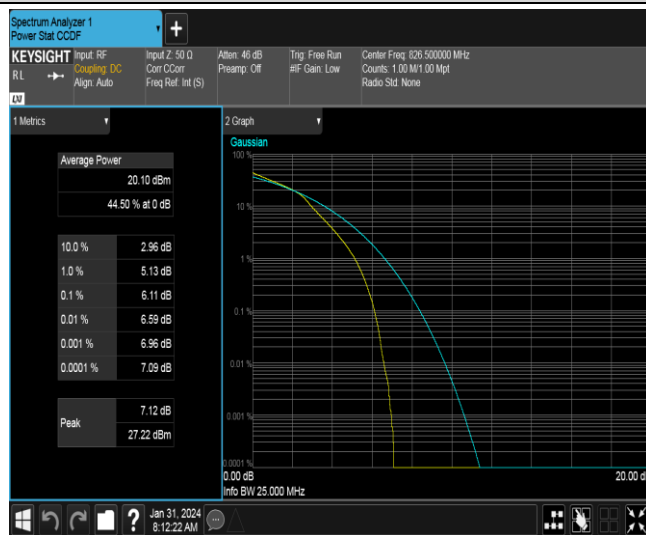 Spectrum Analyzer 1
Power Stat CCDF
KEYSIGHT
RL
LXI
Input: RF
Coupling: DC
Align: Auto
Input Z: 50 Ω
Corr CCorr
Freq Ref: Int (S)
Atten: 46 dB
Preamp: Off
Trig: Free Run
#IF Gain: Low
Center Freq: 826.500000 MHz
Counts: 1.00 M/1.00 Mpt
Radio Std: None
1 Metrics
Average Power
20.10 dBm
44.50 % at 0 dB
10.0 % 2.96 dB
1.0 % 5.13 dB
0.1 % 6.11 dB
0.01 % 6.59 dB
0.001 % 6.96 dB
0.0001 % 7.09 dB
Peak 7.12 dB
27.22 dBm
2 Graph
Gaussian
100 %
10 %
1 %
0.1 %
0.01 %
0.001 %
0.0001 %
0.00 dB 20.00 d
Info BW 25.000 MHz
? Jan 31, 2024
8:12:22 AM